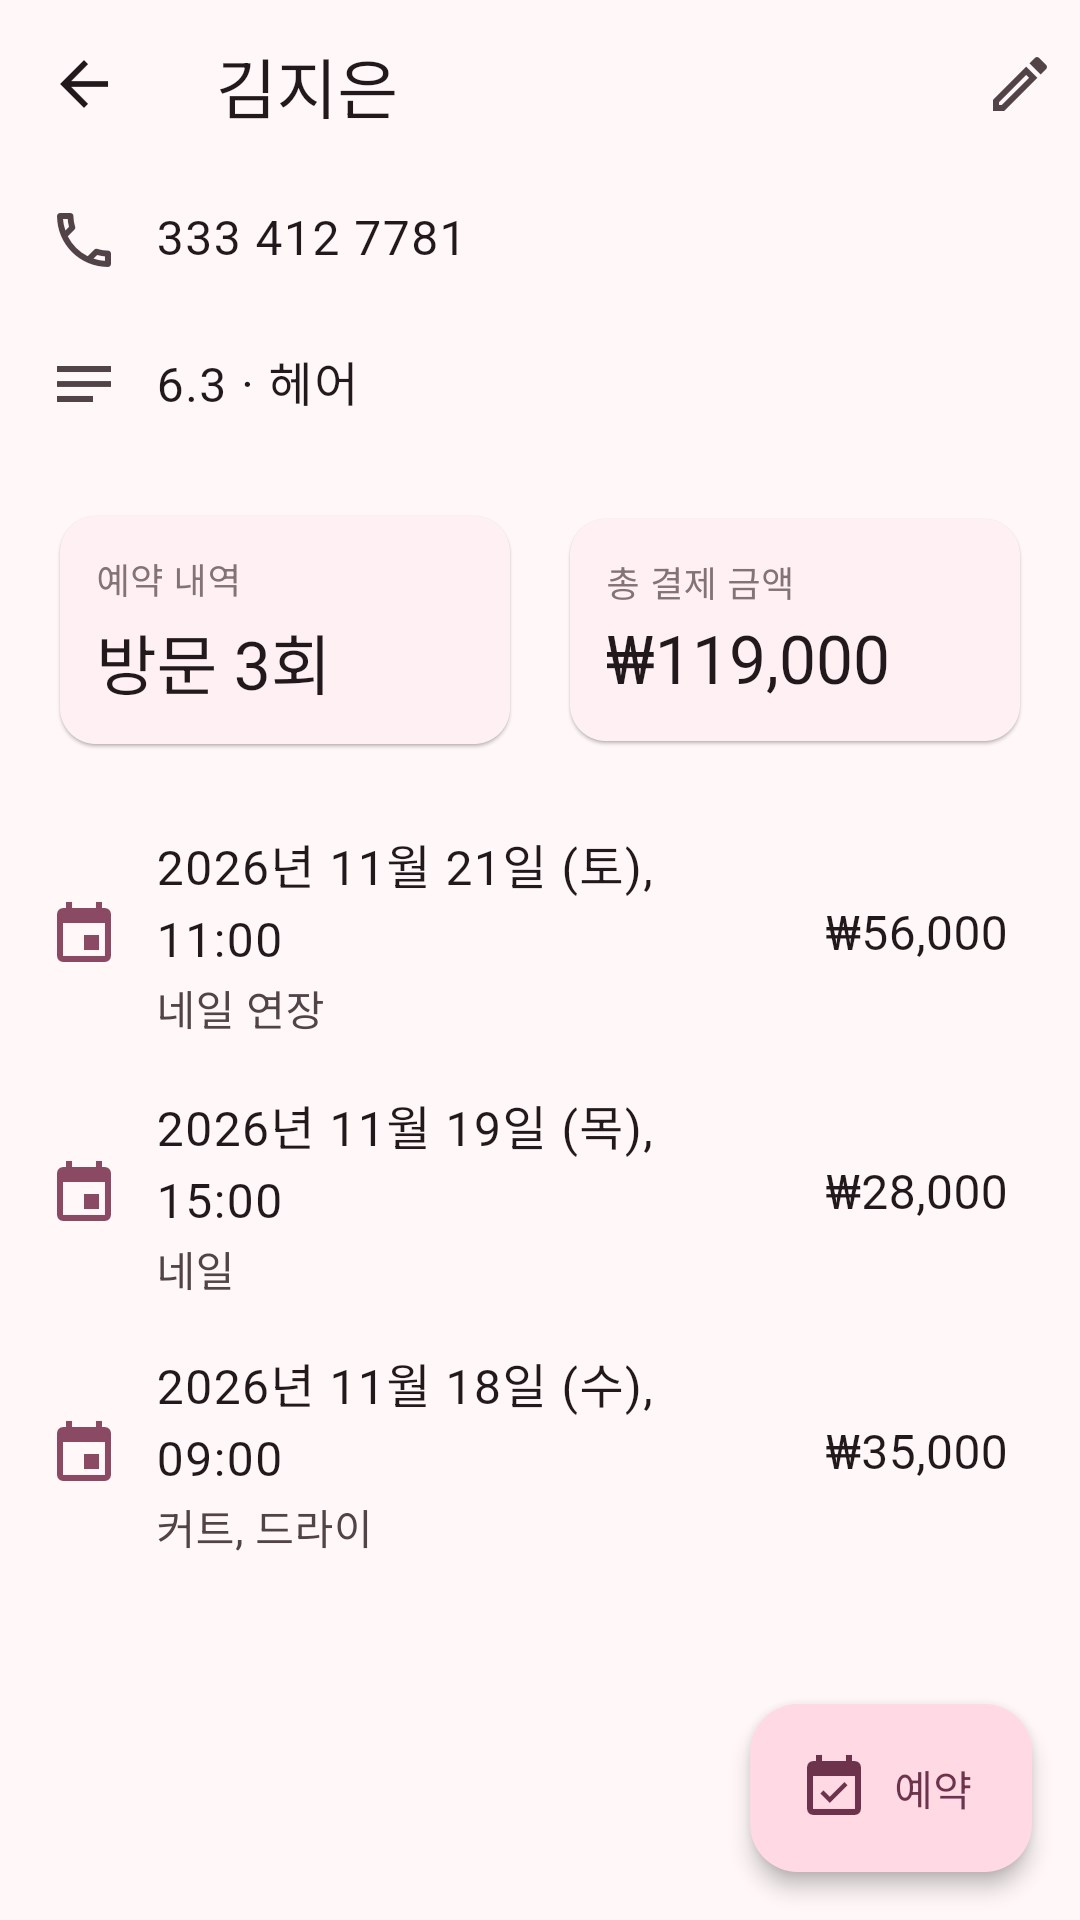 김지은
333 412 7781
6.3 · 헤어
예약 내역
방문 3회
총 결제 금액
₩119,000
2026년 11월 21일 (토),
11:00
네일 연장
₩56,000
2026년 11월 19일 (목),
15:00
네일
₩28,000
2026년 11월 18일 (수),
09:00
커트, 드라이
₩35,000
예약